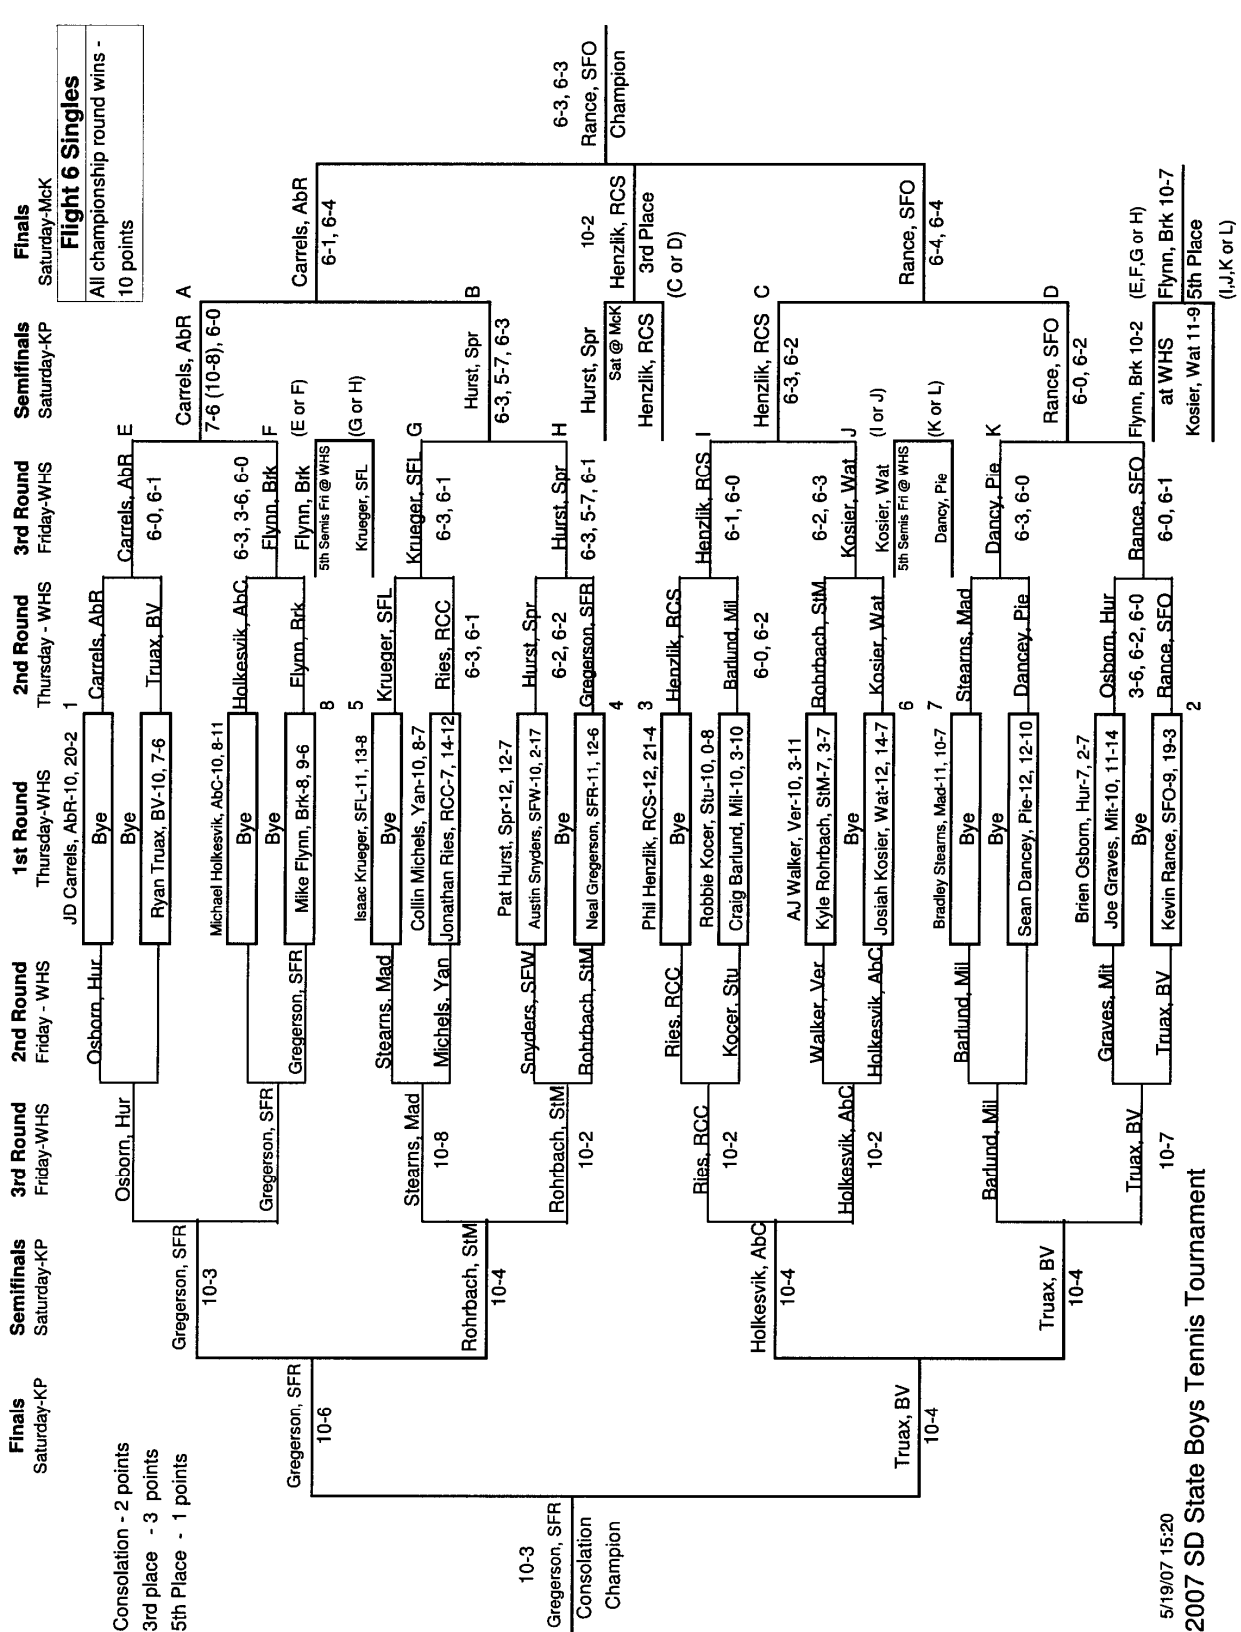 Finals
Saturday-KP
Semifinals
Saturday-KP
3rd Round
Friday-WHS
2nd Round
Friday - WHS
1st Round
Thursday-WHS
2nd Round
Thursday - WHS
3rd Round
Friday-WHS
Semifinals
Saturday-KP
Finals
Saturday-McK
Flight 6 Singles
All championship round wins -
10 points
Consolation - 2 points
3rd place - 3 points
5th Place - 1 points
JD Carrels, AbR-10, 20-2
1
Bye
Bye
Ryan Truax, BV-10, 7-6
Michael Holkesvik, AbC-10, 8-11
Bye
Bye
Mike Flynn, Brk-8, 9-6
8
Isaac Krueger, SFL-11, 13-8
5
Bye
Collin Michels, Yan-10, 8-7
Jonathan Ries, RCC-7, 14-12
Pat Hurst, Spr-12, 12-7
Austin Snyders, SFW-10, 2-17
Bye
Neal Gregerson, SFR-11, 12-6
4
Phil Henzlik, RCS-12, 21-4
3
Bye
Robbie Kocer, Stu-10, 0-8
Craig Barlund, Mil-10, 3-10
AJ Walker, Ver-10, 3-11
Kyle Rohrbach, StM-7, 3-7
Bye
Josiah Kosier, Wat-12, 14-7
6
Bradley Stearns, Mad-11, 10-7
7
Bye
Bye
Sean Dancey, Pie-12, 12-10
Brien Osborn, Hur-7, 2-7
Joe Graves, Mit-10, 11-14
Bye
Kevin Rance, SFO-9, 19-3
2
Carrels, AbR
Truax, BV
Holkesvik, AbC
Flynn, Brk
Krueger, SFL
Ries, RCC
6-3, 6-1
Hurst, Spr
6-2, 6-2
Gregerson, SFR
Henzlik, RCS
Barlund, Mil
6-0, 6-2
Rohrbach, StM
Kosier, Wat
Stearns, Mad
Dancey, Pie
Osborn, Hur
3-6, 6-2, 6-0
Rance, SFO
Carrels, AbR
E
6-0, 6-1
6-3, 3-6, 6-0
Flynn, Brk
F
Flynn, Brk
(E or F)
5th Semis Fri @ WHS
Krueger, SFL
(G or H)
Krueger, SFL
G
6-3, 6-1
Hurst, Spr
H
6-3, 5-7, 6-1
Henzlik, RCS
I
6-1, 6-0
6-2, 6-3
Kosier, Wat
J
Kosier, Wat
(I or J)
5th Semis Fri @ WHS
Dancy, Pie
(K or L)
Dancy, Pie
K
6-3, 6-0
Rance, SFO
6-0, 6-1
Carrels, AbR
A
7-6 (10-8), 6-0
Hurst, Spr
B
6-3, 5-7, 6-3
Hurst, Spr
Sat @ McK
Henzlik, RCS
Henzlik, RCS
C
6-3, 6-2
Rance, SFO
D
6-0, 6-2
Flynn, Brk 10-2
(E,F,G or H)
at WHS
Kosier, Wat 11-9
Flynn, Brk 10-7
5th Place
(I,J,K or L)
Carrels, AbR
6-1, 6-4
10-2
Henzlik, RCS
3rd Place
(C or D)
Rance, SFO
6-4, 6-4
6-3, 6-3
Rance, SFO
Champion
Osborn, Hur
Gregerson, SFR
Stearns, Mad
Michels, Yan
Snyders, SFW
Rohrbach, StM
Ries, RCC
Kocer, Stu
Walker, Ver
Holkesvik, AbC
Barlund, Mil
Graves, Mit
Truax, BV
Osborn, Hur
Gregerson, SFR
Stearns, Mad
10-8
Rohrbach, StM
10-2
Ries, RCC
10-2
Holkesvik, AbC
10-2
Barlund, Mil
Truax, BV
10-7
Gregerson, SFR
10-3
Rohrbach, StM
10-4
Holkesvik, AbC
10-4
Truax, BV
10-4
Gregerson, SFR
10-6
Truax, BV
10-4
10-3
Gregerson, SFR
Consolation
Champion
5/19/07 15:20
2007 SD State Boys Tennis Tournament